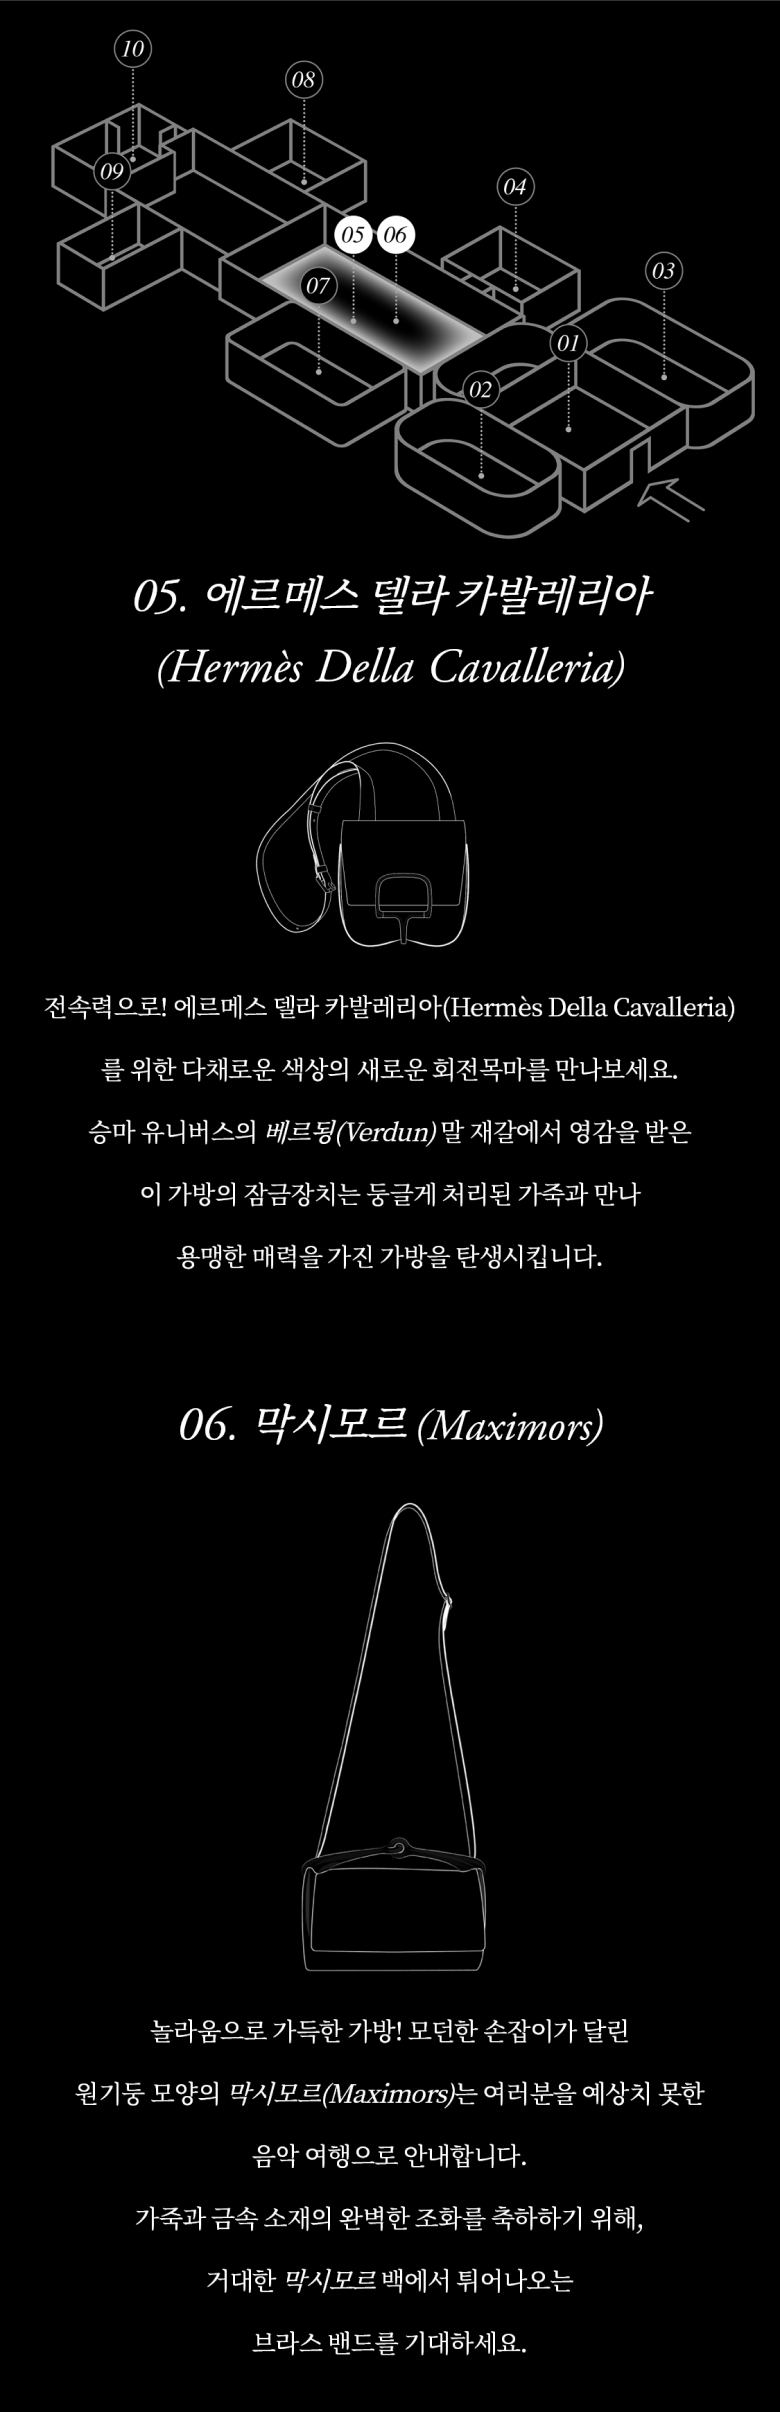 10
08
09
04
05 06
03
07
01
02
05. 에르메스 델라 카발레리아
(Hermès Della Cavalleria)
전속력으로! 에르메스 델라 카발레리아(Hermès Della Cavalleria)
를 위한 다채로운 색상의 새로운 회전목마를 만나보세요.
승마 유니버스의 베르됭(Verdun) 말 재갈에서 영감을 받은
이 가방의 잠금장치는 둥글게 처리된 가죽과 만나
용맹한 매력을 가진 가방을 탄생시킵니다.
06. 막시모르 (Maximors)
놀라움으로 가득한 가방! 모던한 손잡이가 달린
원기둥 모양의 막시모르(Maximors)는 여러분을 예상치 못한
음악 여행으로 안내합니다.
가죽과 금속 소재의 완벽한 조화를 축하하기 위해,
거대한 막시모르 백에서 튀어나오는
브라스 밴드를 기대하세요.